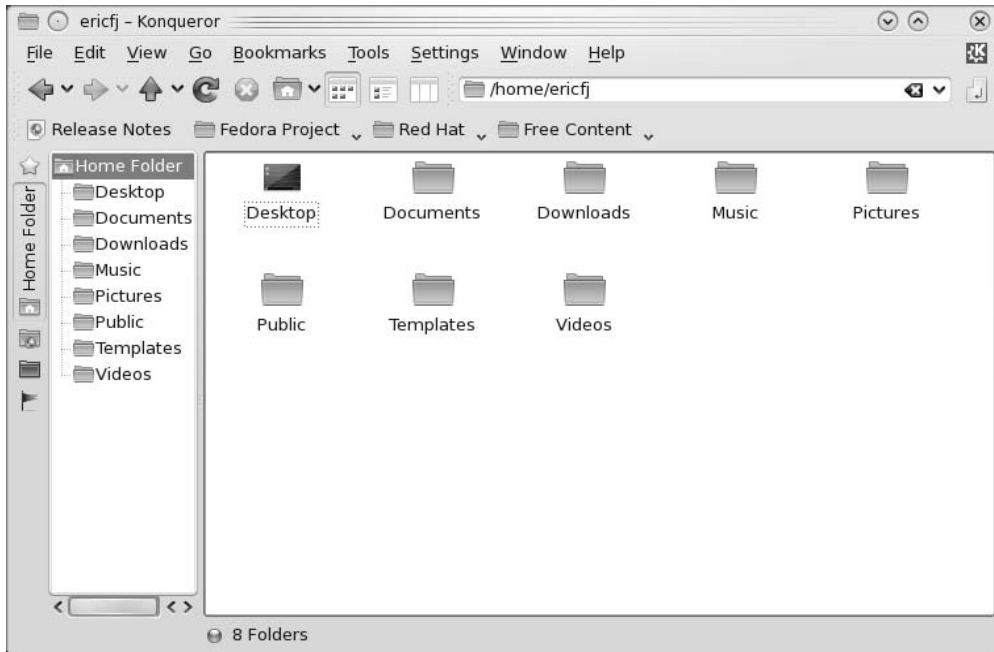 ericfj – Konqueror
File Edit View Go Bookmarks Tools Settings Window Help
/home/ericfj
Release Notes Fedora Project Red Hat Free Content
Home Folder
Home Folder
Desktop
Documents
Downloads
Music
Pictures
Public
Templates
Videos
Desktop Documents Downloads Music Pictures
Public Templates Videos
8 Folders